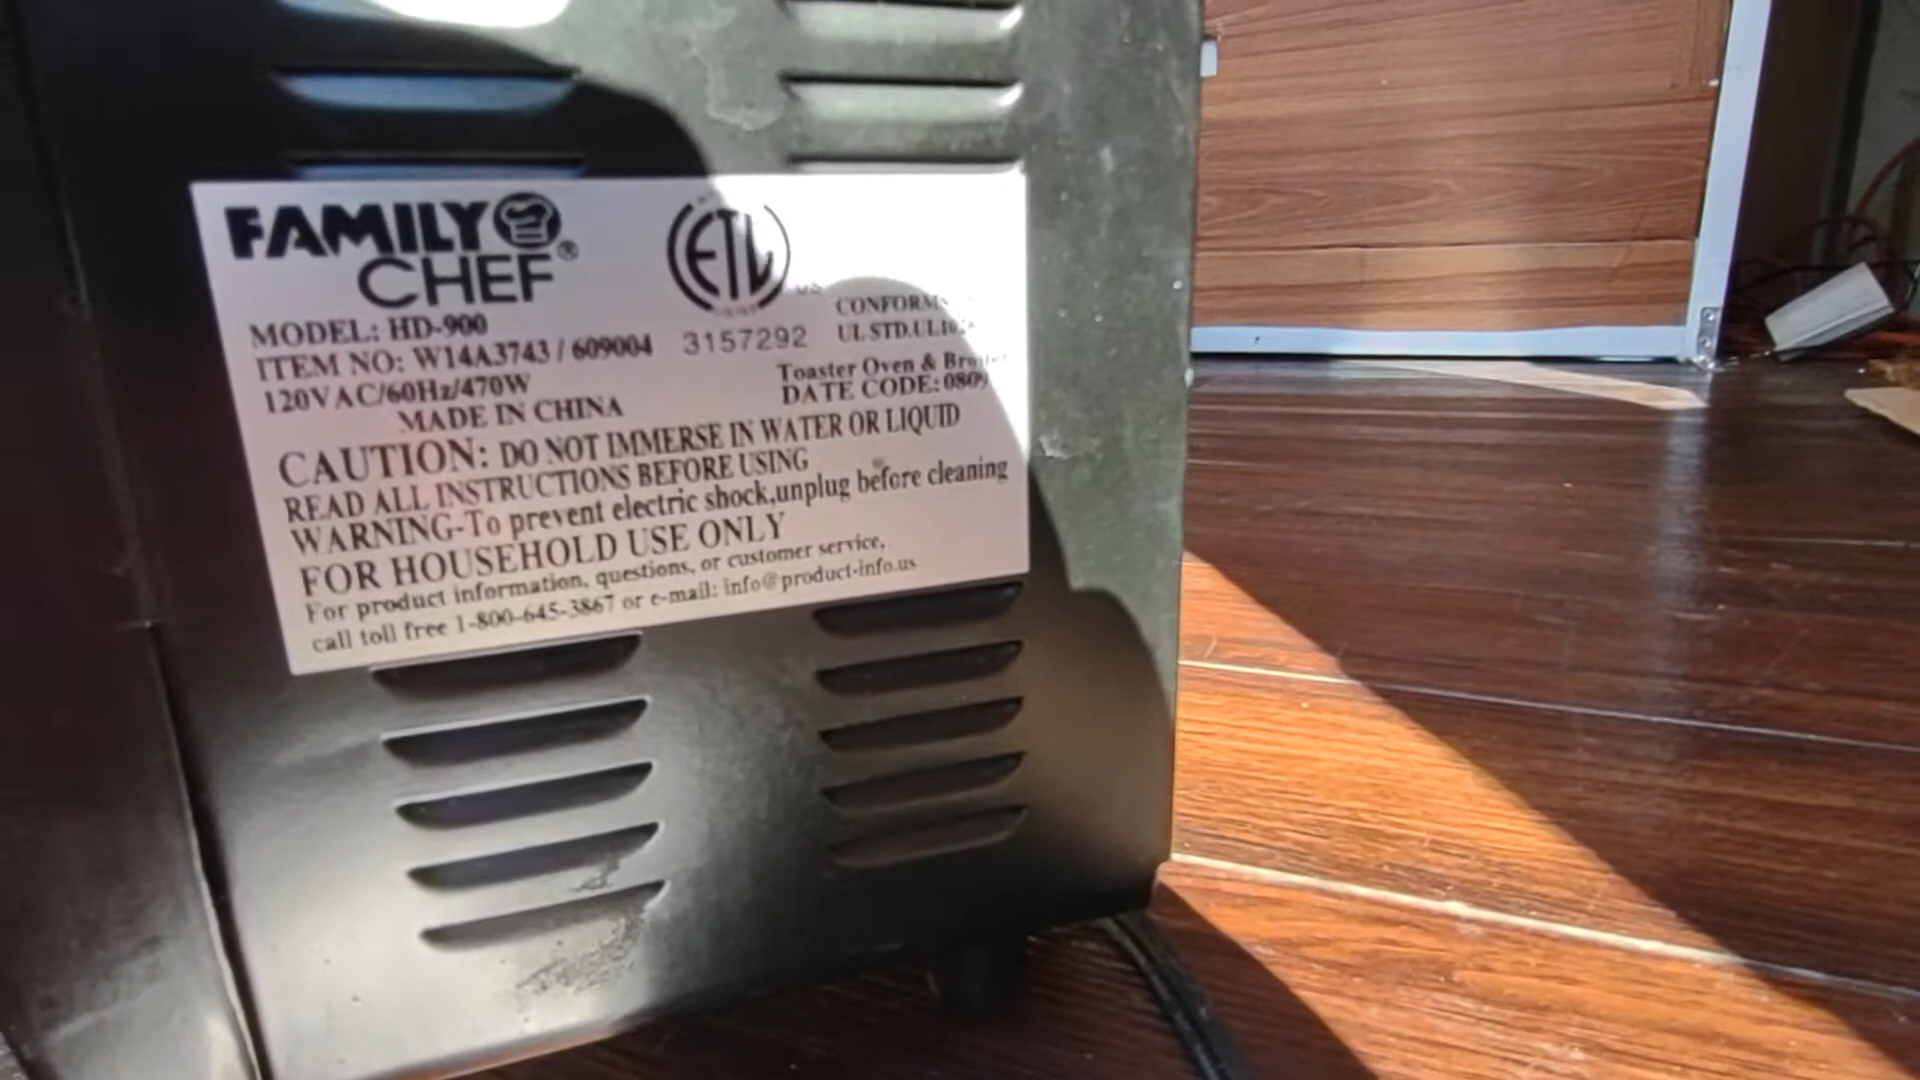 FAMILY
CHEF®
ETL
US
MODEL: HD-900
ITEM NO: W14A3743 / 609004
3157292
120VAC/60Hz/470W
MADE IN CHINA
UL STD.
Toaster Oven &
DATE CODE: 0809
CAUTION: DO NOT IMMERSE IN WATER OR LIQUID
READ ALL INSTRUCTIONS BEFORE USING
WARNING-To prevent electric shock,unplug before cleaning
FOR HOUSEHOLD USE ONLY
For product information, questions, or customer service,
call toll free 1-800-645-3867 or e-mail: info@product-info.us